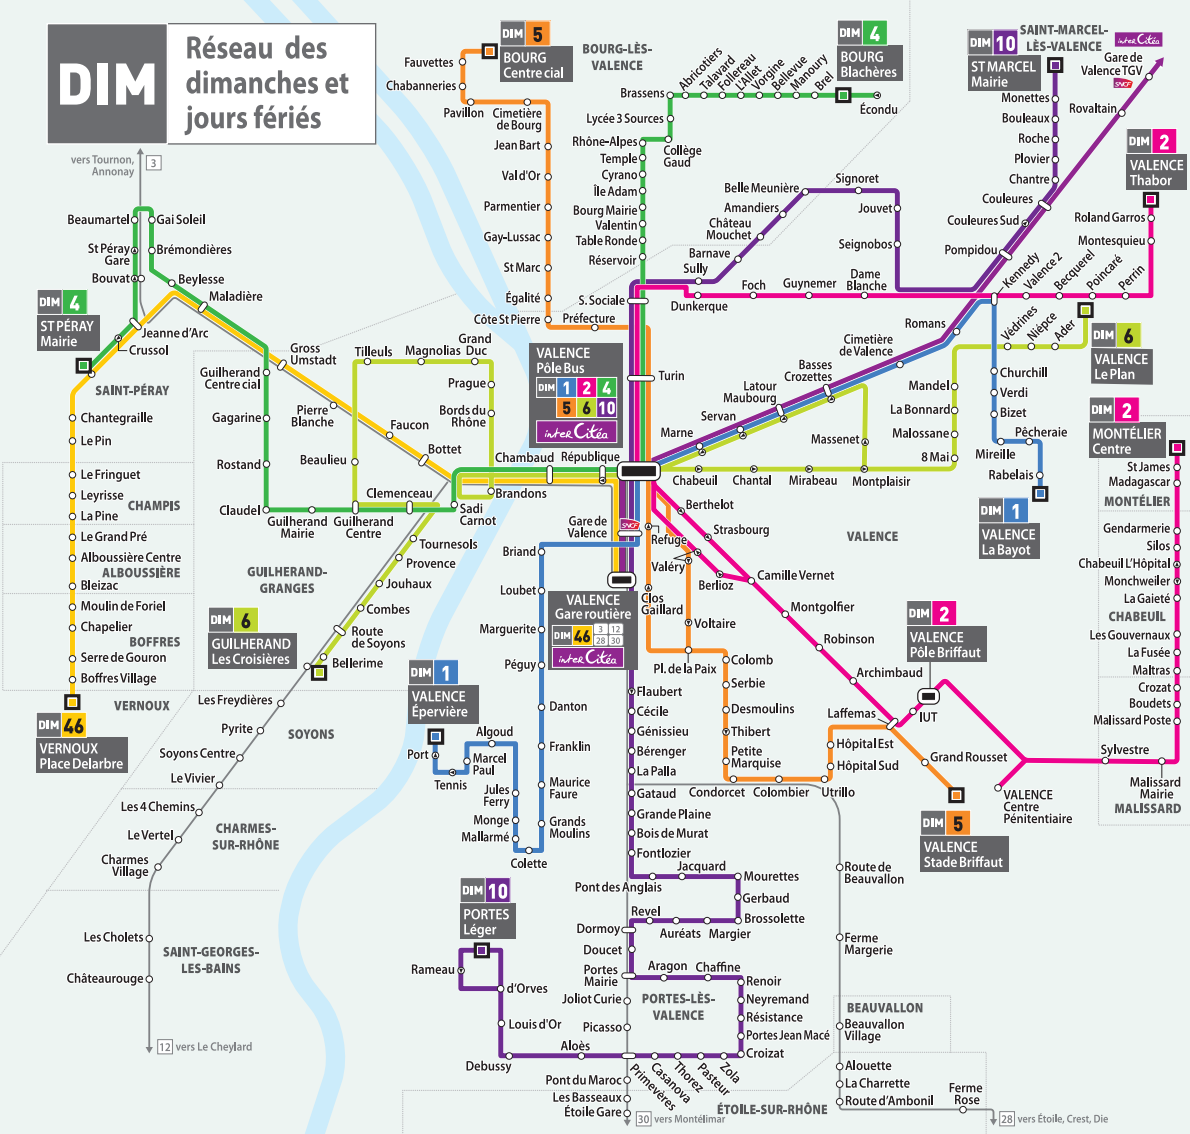 DIM
Réseau des
dimanches et
jours fériés
vers Tournon,
Annonay
3
DIM 5
BOURG
Centre cial
BOURG-LÈS-
VALENCE
DIM 4
BOURG
Blachères
DIM 10
ST MARCEL
Mairie
SAINT-MARCEL-
LÈS-VALENCE
interCitéa
Gare de
Valence TGV
SNCF
Rovaltain
Fauvettes
Chabanneries
Pavillon
Cimetière
de Bourg
Jean Bart
Val d'Or
Parmentier
Gay-Lussac
St Marc
Égalité
Côte St Pierre
Préfecture
Brassens
Abricotiers
Talavard
Follereau
L'Allet
Vorgine
Bellevue
Manoury
Brel
Écondu
Lycée 3 Sources
Rhône-Alpes
Collège
Gaud
Temple
Cyrano
Île Adam
Bourg Mairie
Valentin
Table Ronde
Réservoir
S. Sociale
Monettes
Bouleaux
Roche
Plovier
Chantre
Couleures
Couleures Sud
Pompidou
DIM 2
VALENCE
Thabor
Roland Garros
Montesquieu
Kennedy
Valence 2
Becquerel
Poincaré
Perrin
Belle Meunière
Signoret
Amandiers
Château
Mouchet
Barnave
Sully
Jouvet
Seignobos
Dunkerque
Foch
Guynemer
Dame
Blanche
Beaumartel
Gai Soleil
St Péray
Gare
Brémondières
Bouvat
Beylesse
Maladière
DIM 4
ST PÉRAY
Mairie
Jeanne d'Arc
Crussol
SAINT-PÉRAY
Chantegraille
Le Pin
Le Fringuet
Leyrisse
CHAMPIS
La Pine
Le Grand Pré
Alboussière Centre
ALBOUSSIÈRE
Bleizac
Moulin de Foriel
Chapelier
BOFFRES
Serre de Gouron
Boffres Village
VERNOUX
DIM 46
VERNOUX
Place Delarbre
Gross
Umstadt
Guilherand
Centre cial
Gagarine
Rostand
Claudel
Pierre
Blanche
Faucon
Bottet
Guilherand
Mairie
Guilherand
Centre
Beaulieu
Clemenceau
Tilleuls
Magnolias
Grand
Duc
Prague
Bords du
Rhône
Brandons
Sadi
Carnot
Chambaud
République
VALENCE
Pôle Bus
DIM 1 2 4
5 6 10
interCitéa
Turin
Romans
Cimetière
de Valence
Basses
Crozettes
Latour
Maubourg
Servan
Marne
Massenet
Chabeuil
Chantal
Mirabeau
Montplaisir
Mandel
La Bonnard
Malossane
8 Mai
Védrines
Niépce
Ader
DIM 6
VALENCE
Le Plan
Churchill
Verdi
Bizet
Mireille
Pêcheraie
Rabelais
DIM 1
VALENCE
La Bayot
DIM 2
MONTÉLIER
Centre
St James
Madagascar
MONTÉLIER
Gendarmerie
Silos
Chabeuil L'Hôpital
Monchweiler
La Gaieté
CHABEUIL
Les Gouvernaux
La Fusée
Maltras
Crozat
Boudets
Malissard Poste
Sylvestre
Malissard
Mairie
MALISSARD
VALENCE
Gare de
Valence
SNCF
Berthelot
Refuge
Strasbourg
Valéry
Berlioz
Camille Vernet
Clos
Gaillard
Montgolfier
Voltaire
Robinson
Pl. de la Paix
Archimbaud
Laffemas
IUT
DIM 2
VALENCE
Pôle Briffaut
Hôpital Est
Hôpital Sud
Grand Rousset
VALENCE
Centre
Pénitentiaire
DIM 5
VALENCE
Stade Briffaut
VALENCE
Gare routière
DIM 46
3 12
28 30
interCitéa
Tournesols
Provence
Jouhaux
Combes
Route
de Soyons
Bellerime
GUILHERAND-
GRANGES
DIM 6
GUILHERAND
Les Croisières
Les Freydières
Pyrite
SOYONS
Soyons Centre
Le Vivier
Les 4 Chemins
Le Vertel
CHARMES-
SUR-RHÔNE
Charmes
Village
Les Cholets
SAINT-GEORGES-
LES-BAINS
Châteaurouge
12 vers Le Cheylard
Briand
Loubet
Marguerite
Péguy
Danton
Franklin
Maurice
Faure
Grands
Moulins
Colette
DIM 1
VALENCE
Épervière
Port
Tennis
Marcel
Paul
Algoud
Jules
Ferry
Monge
Mallarmé
Flaubert
Cécile
Génissieu
Bérenger
La Palla
Gataud
Grande Plaine
Bois de Murat
Fontlozier
Colomb
Serbie
Desmoulins
Thibert
Petite
Marquise
Condorcet
Colombier
Utrillo
Pont des Anglais
Jacquard
Mourettes
Gerbaud
Brossolette
Revel
Auréats
Margier
Dormoy
Doucet
Portes
Mairie
Aragon
Chaffine
Renoir
Neyremand
Résistance
Portes Jean Macé
Croizat
PORTES-LÈS-
VALENCE
Joliot Curie
Picasso
Aloès
Primevères
Casanova
Thorez
Pasteur
Zola
DIM 10
PORTES
Léger
Rameau
d'Orves
Louis d'Or
Debussy
Pont du Maroc
Les Basseaux
Étoile Gare
30 vers Montélimar
ÉTOILE-SUR-RHÔNE
Route de
Beauvallon
Ferme
Margerie
BEAUVALLON
Beauvallon
Village
Alouette
La Charrette
Route d'Ambonil
Ferme
Rose
28 vers Étoile, Crest, Die